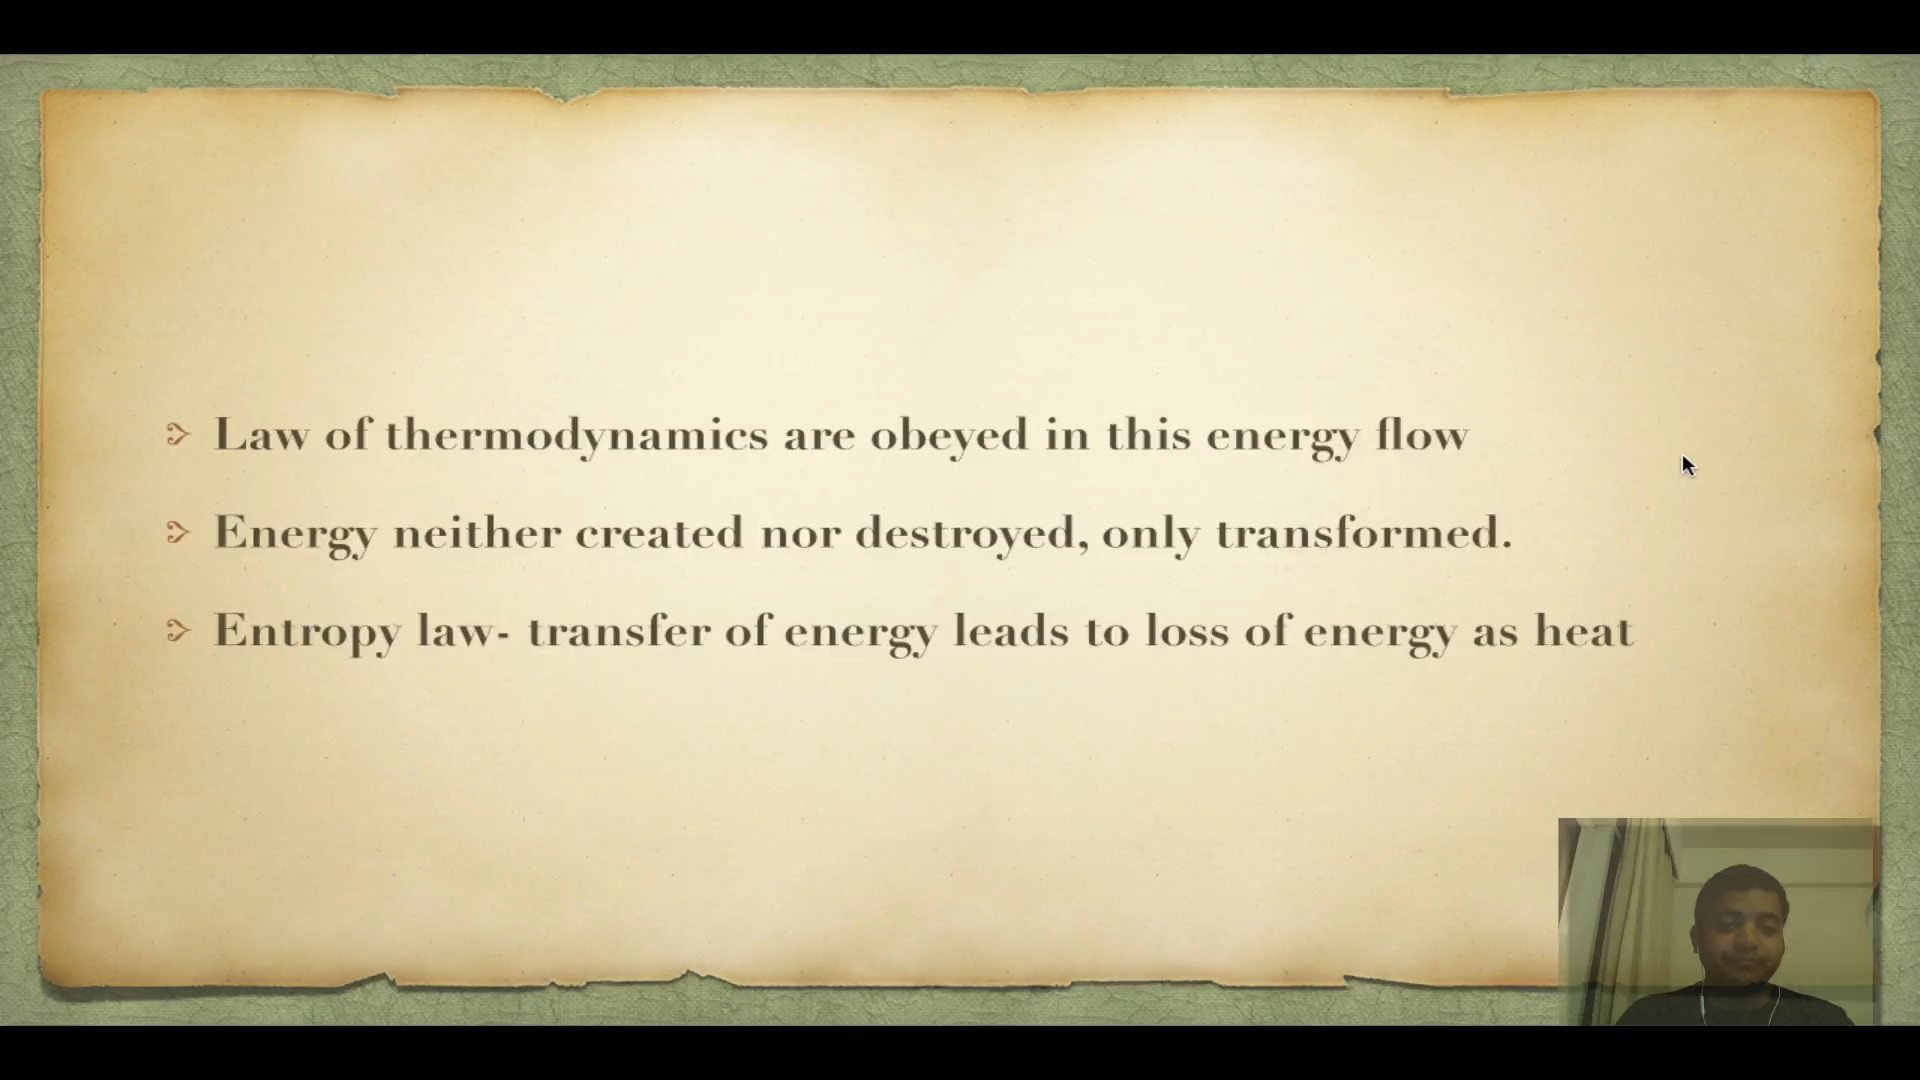 Law of thermodynamics are obeyed in this energy flow
Energy neither created nor destroyed, only transformed.
Entropy law- transfer of energy leads to loss of energy as heat